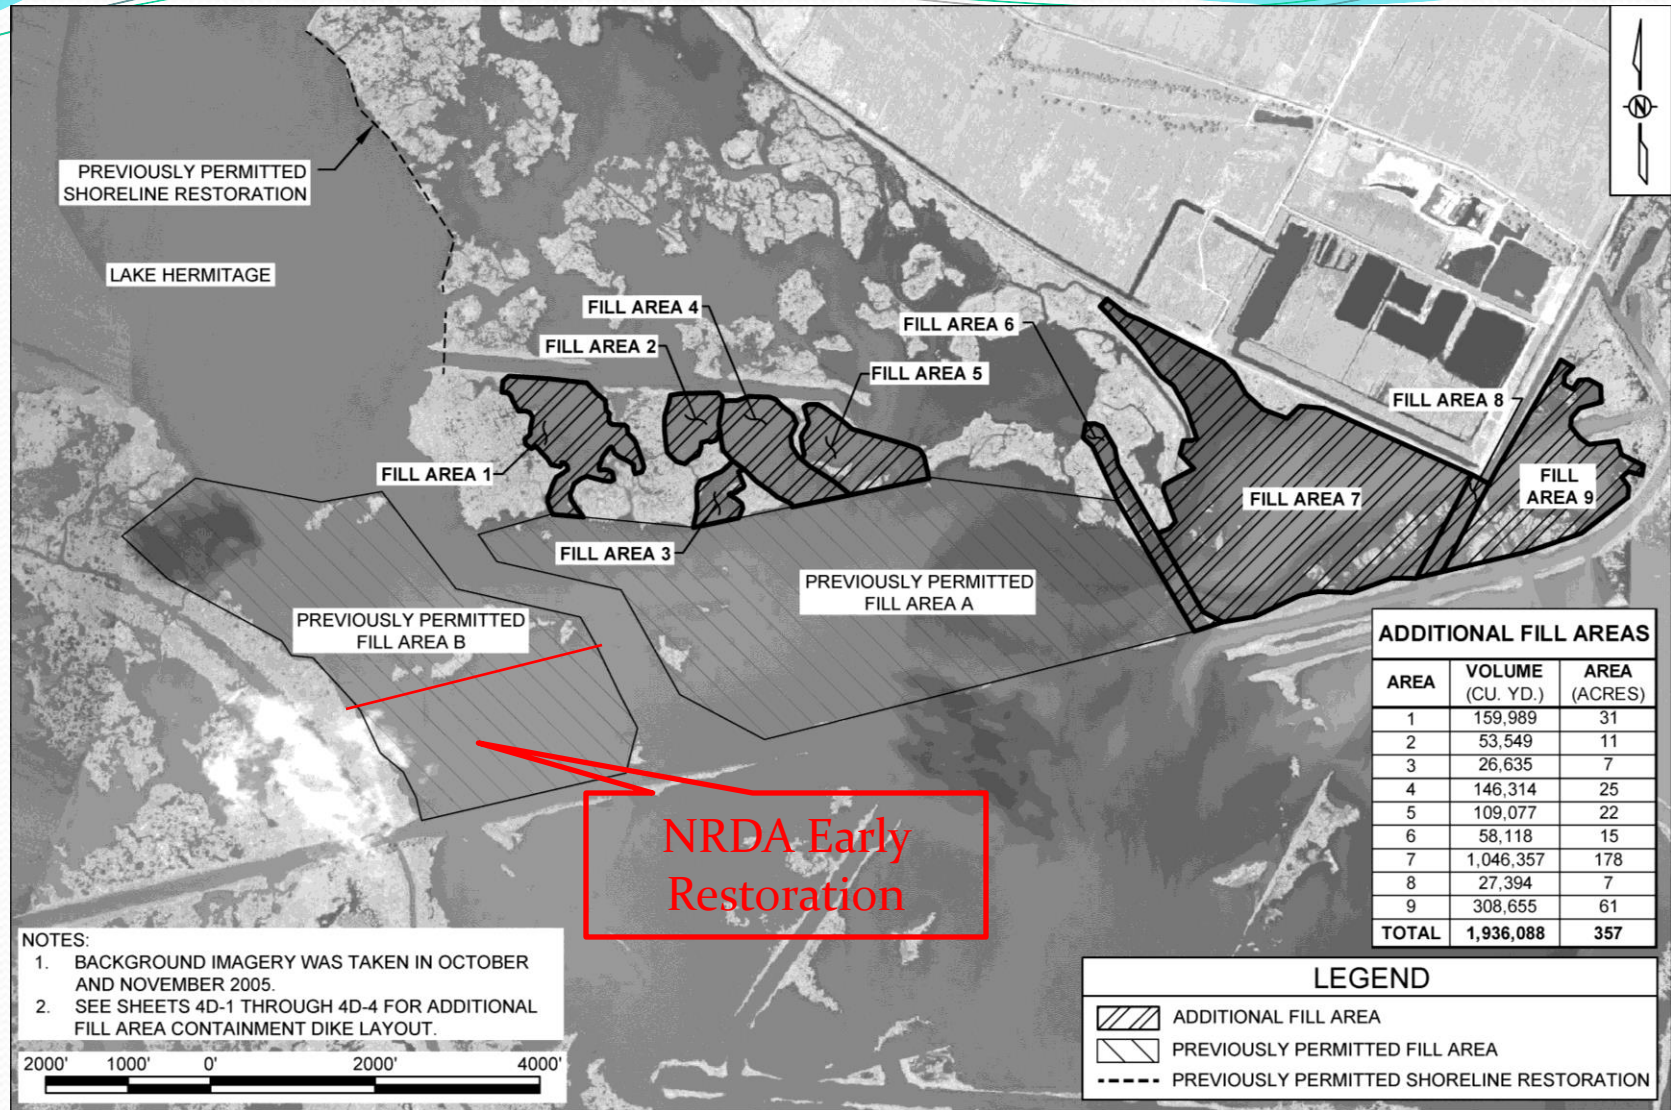 N
PREVIOUSLY PERMITTED
SHORELINE RESTORATION
LAKE HERMITAGE
FILL AREA 4
FILL AREA 6
FILL AREA 2
FILL AREA 5
FILL AREA 8
FILL AREA 1
FILL
AREA 9
FILL AREA 7
FILL AREA 3
PREVIOUSLY PERMITTED
FILL AREA A
PREVIOUSLY PERMITTED
FILL AREA B
NRDA Early
Restoration
ADDITIONAL FILL AREAS
AREA VOLUME (CU. YD.) AREA (ACRES)
1 159,989 31
2 53,549 11
3 26,635 7
4 146,314 25
5 109,077 22
6 58,118 15
7 1,046,357 178
8 27,394 7
9 308,655 61
TOTAL 1,936,088 357
NOTES:
1. BACKGROUND IMAGERY WAS TAKEN IN OCTOBER
AND NOVEMBER 2005.
2. SEE SHEETS 4D-1 THROUGH 4D-4 FOR ADDITIONAL
FILL AREA CONTAINMENT DIKE LAYOUT.
2000' 1000' 0' 2000' 4000'
LEGEND
ADDITIONAL FILL AREA
PREVIOUSLY PERMITTED FILL AREA
PREVIOUSLY PERMITTED SHORELINE RESTORATION